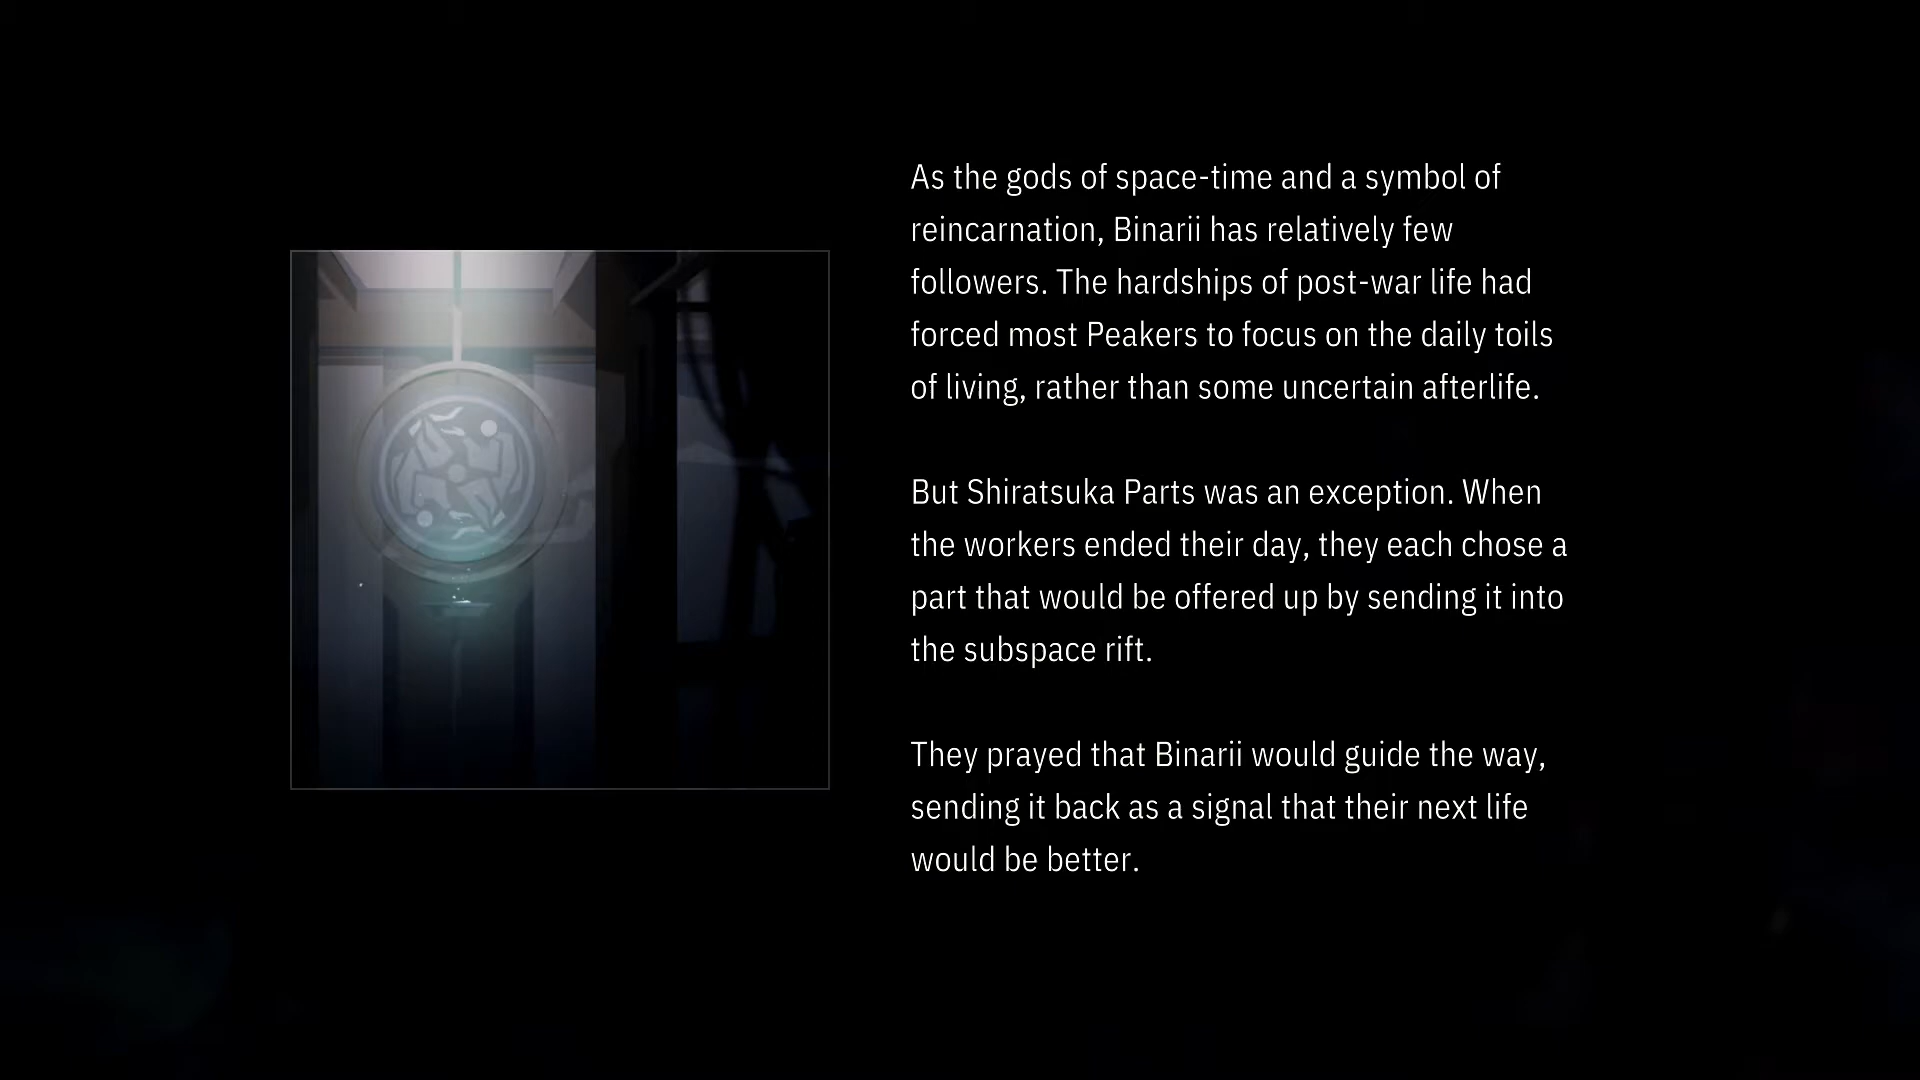 As the gods of space-time and a symbol of
reincarnation, Binarii has relatively few
followers. The hardships of post-war life had
forced most Peakers to focus on the daily toils
of living, rather than some uncertain afterlife.
But Shiratsuka Parts was an exception. When
the workers ended their day, they each chose a
part that would be offered up by sending it into
the subspace rift.
They prayed that Binarii would guide the way,
sending it back as a signal that their next life
would be better.